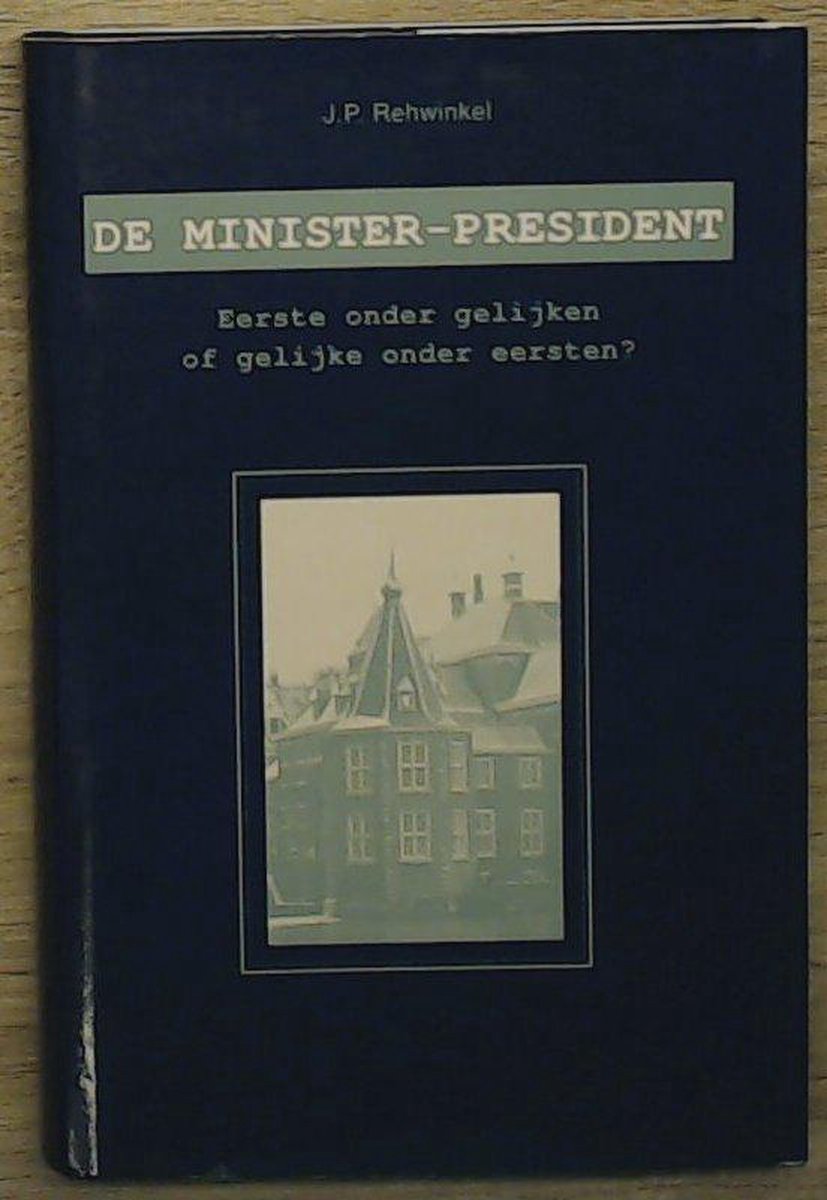 J.P Rehwinkel
DE MINISTER-PRESIDENT
Eerste onder gelijken
of gelijke onder eersten?